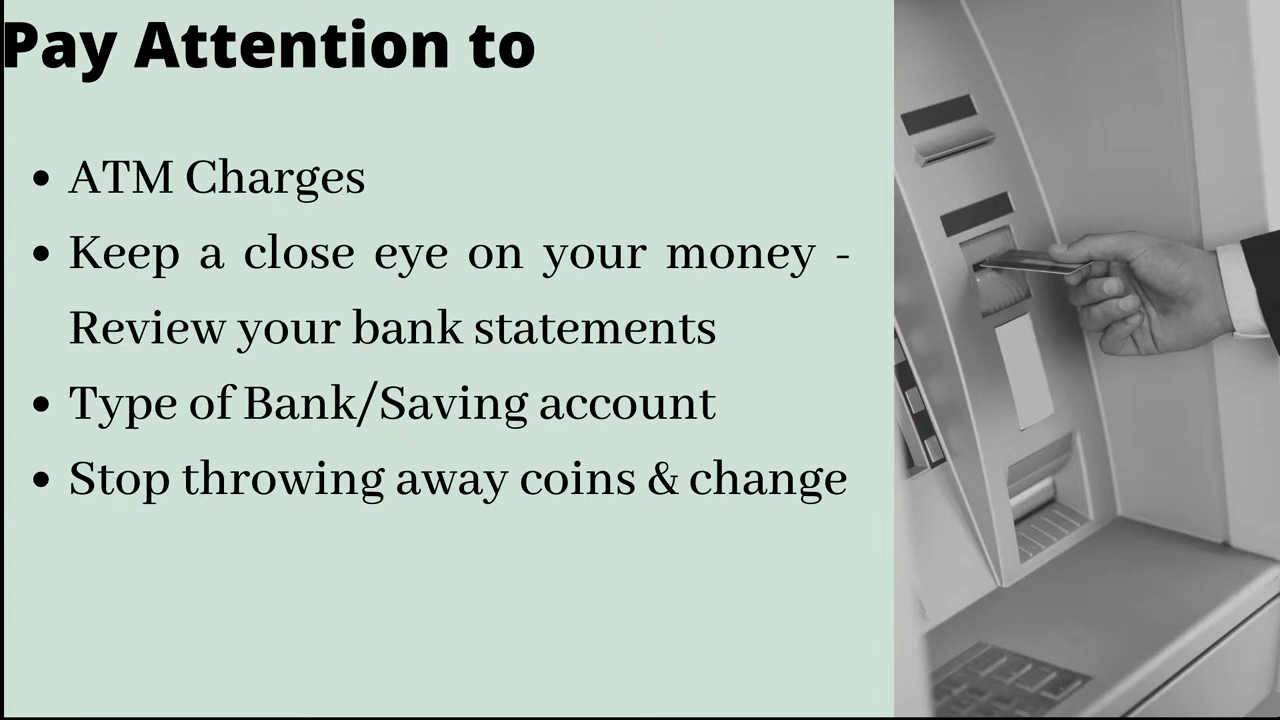 Pay Attention to
• ATM Charges
• Keep a close eye on your money -
Review your bank statements
• Type of Bank/Saving account
• Stop throwing away coins & change